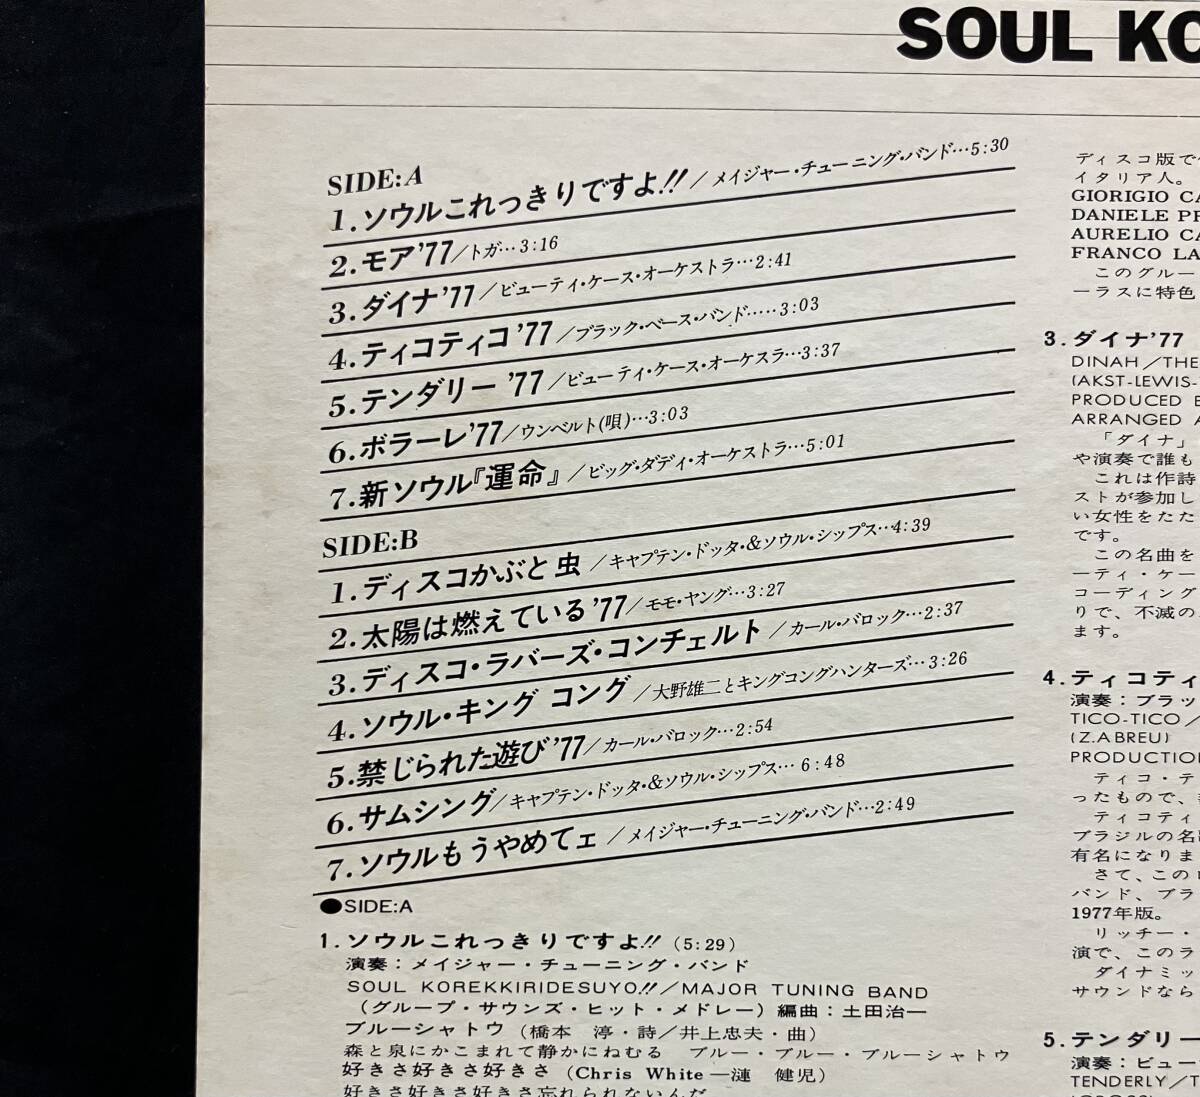 SOUL KO
SIDE:A
1.ソウルこれっきりですよ!!/メイジャー・チューニング・バンド…5:30
2.モア'77/トガ…3:16
3.ダイナ'77/ビューティ・ケース・オーケストラ…2:41
4.ティコティコ'77/ブラック・ベース・バンド……3:03
5.テンダリー '77/ビューティ・ケース・オーケスラ…3:37
6.ボラーレ'77/ウンベルト(唄)…3:03
7.新ソウル『運命』/ビッグ・ダディ・オーケストラ…5:01
SIDE:B
1.ディスコかぶと虫/キャプテン・ドッタ・&ソウル・シップス…4:39
2.太陽は燃えている'77/モモ・ヤング…3:27
3.ディスコ・ラバーズ・コンチェルト/カール・バロック…2:37
4.ソウル・キング コング/大野雄二とキングコングハンターズ…3:26
5.禁じられた遊び'77/カール・バロック…2:54
6.サムシング/キャプテン・ドッタ・&ソウル・シップス…6:48
7.ソウルもうやめてェ/メイジャー・チューニング・バンド…2:49
●SIDE:A
1.ソウルこれっきりですよ!!(5:29)
演奏:メイジャー・チューニング・バンド
SOUL KOREKKIRIDESUYO!!/MAJOR TUNING BAND
(グループ・サウンズ・ヒット・メドレー)編曲:土田治一
ブルーシャトウ(橋本 淳・詩/井上忠夫・曲)
森と泉にかこまれて静かにねむる ブルー・ブルー・ブルーシャトウ
好きさ好きさ好きさ(Chris White—漣 健児)
好きさ好きさ好きさ忘れられないんだ
ディスコ版で
イタリア人。
GIORIGIO CA
DANIELE PR
AURELIO CA
FRANCO LA
このグルー
ーラスに特色
3.ダイナ'77
DINAH/THE
(AKST-LEWIS-
PRODUCED B
ARRANGED A
「ダイナ」
や演奏で誰も
これは作詩
ストが参加し
い女性をたた
です。
この名曲を
ーティ・ケー
コーディング
りで、不滅の
ます。
4.ティコティ
演奏:ブラッ
TICO-TICO/
(Z.ABREU)
PRODUCTION
ティコ・テ
ったもので、
ティコティ
ブラジルの名
有名になりま
さて、この
バンド、ブラ
1977年版。
リッチー・
演で、このラ
ダイナミッ
サウンドなら
5.テンダリー
演奏:ビュー
TENDERLY/T